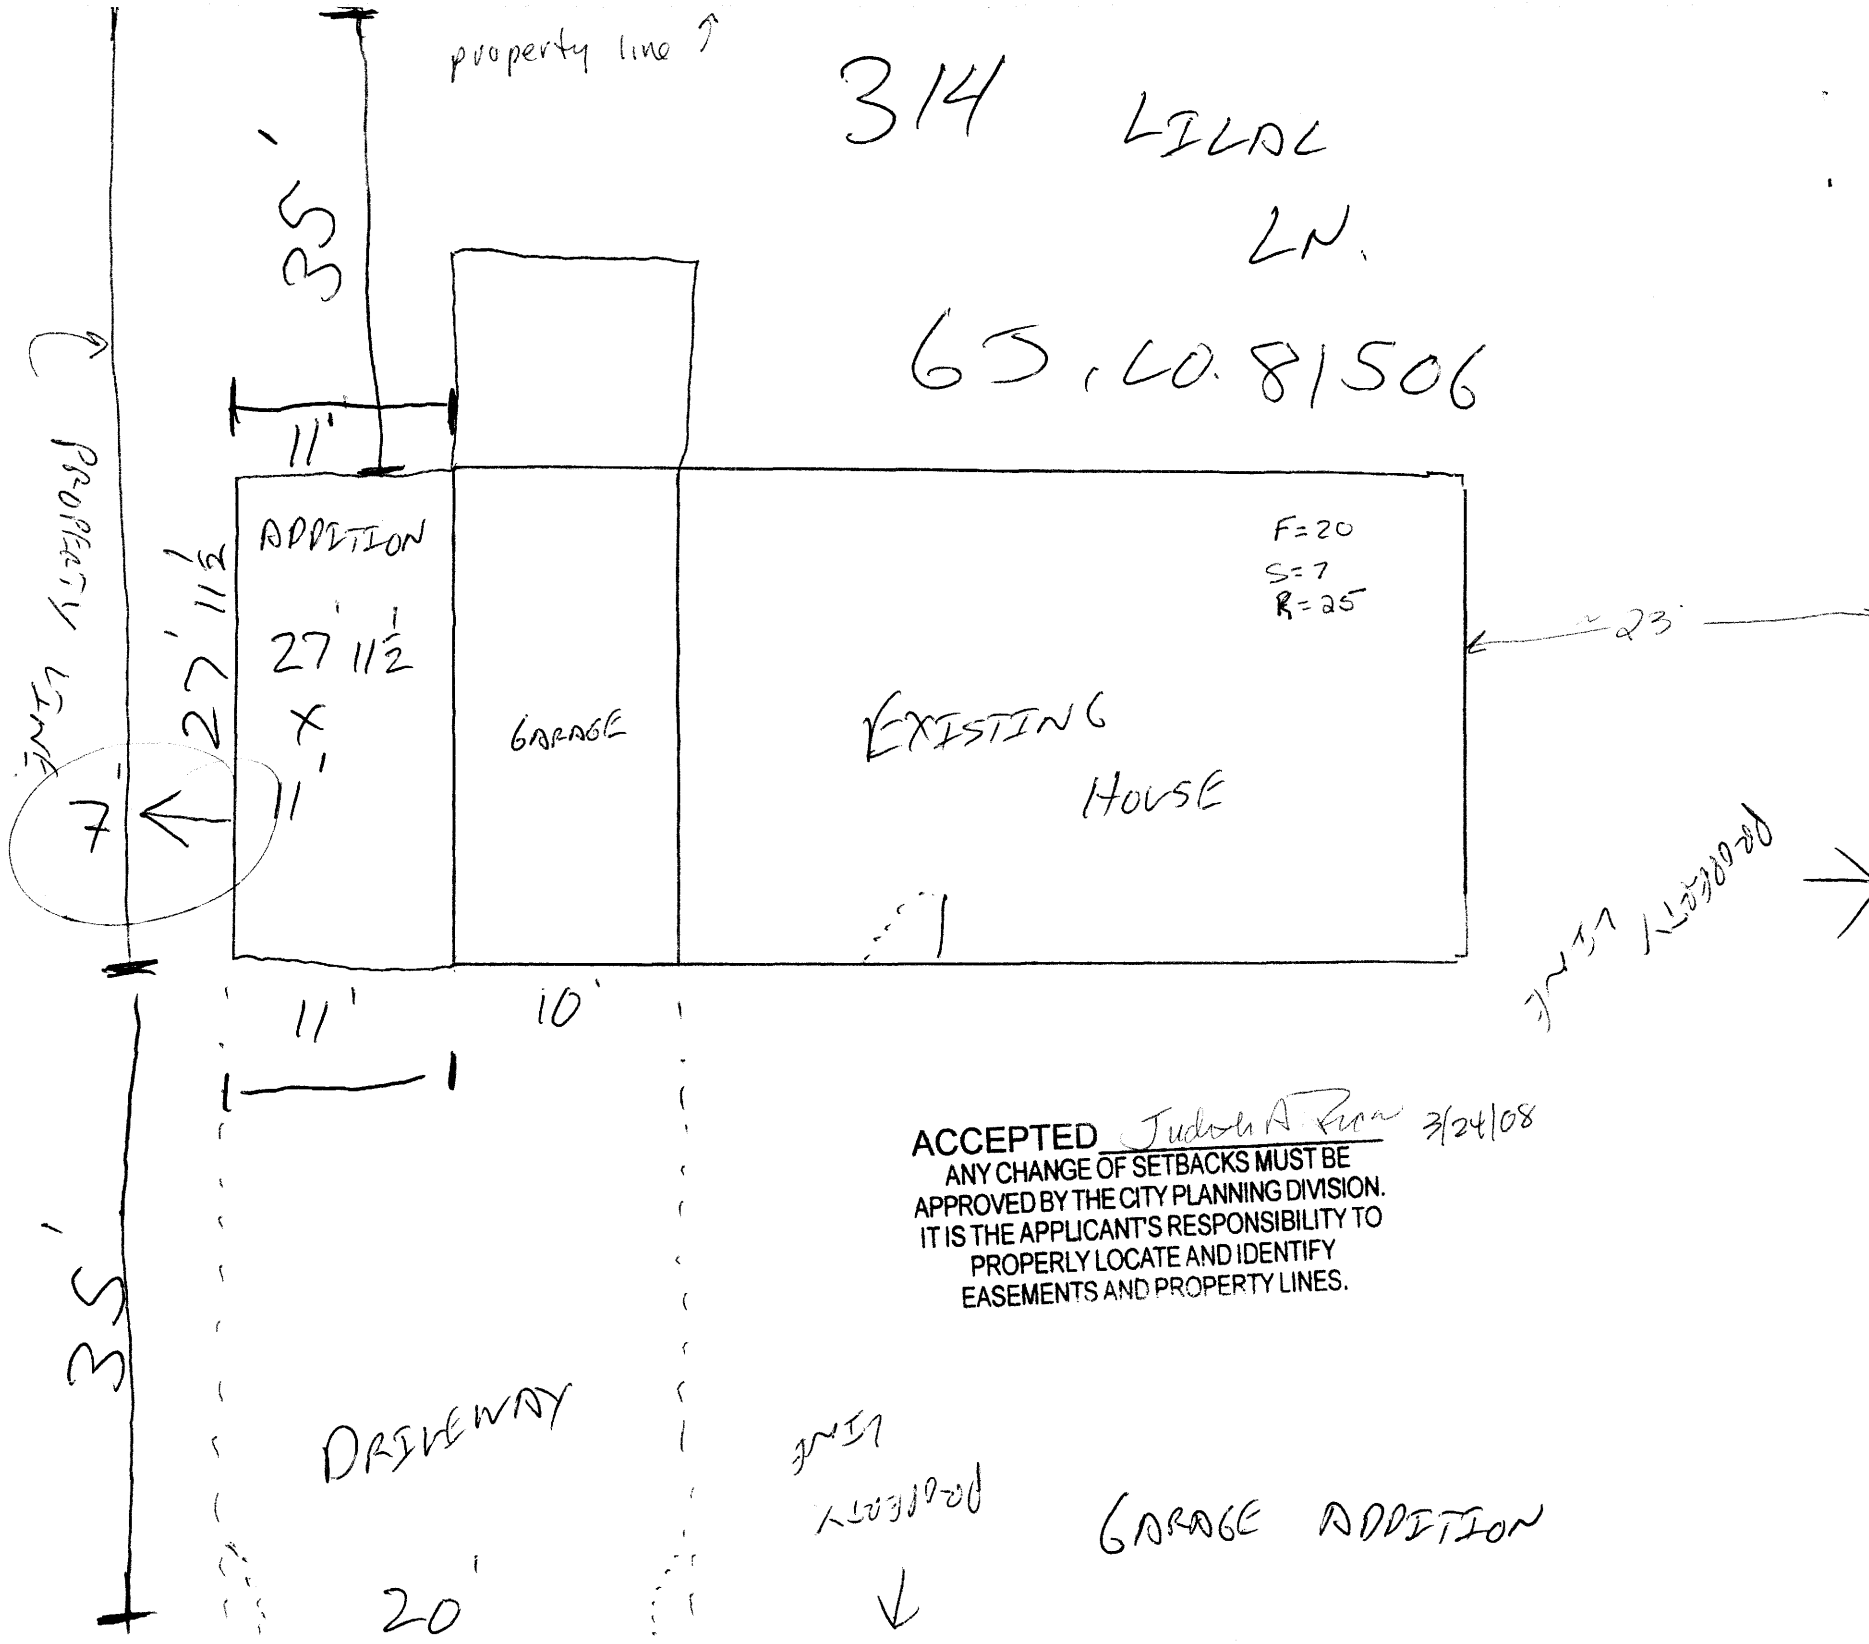 property line
314 LILAC
LN.
GJ, CO. 81506
35'
11'
PROPERTY LINE
27' 11 1/2
ADDITION
27' 11 1/2
X
11'
GARAGE
EXISTING
HOUSE
F=20
S=7
R=25
~23'
7'
PROPERTY
LINE
11'
10'
ACCEPTED 3/24/08
ANY CHANGE OF SETBACKS MUST BE
APPROVED BY THE CITY PLANNING DIVISION.
IT IS THE APPLICANT'S RESPONSIBILITY TO
PROPERLY LOCATE AND IDENTIFY
EASEMENTS AND PROPERTY LINES.
35'
DRIVEWAY
20'
PROPERTY
LINE
GARAGE ADDITION